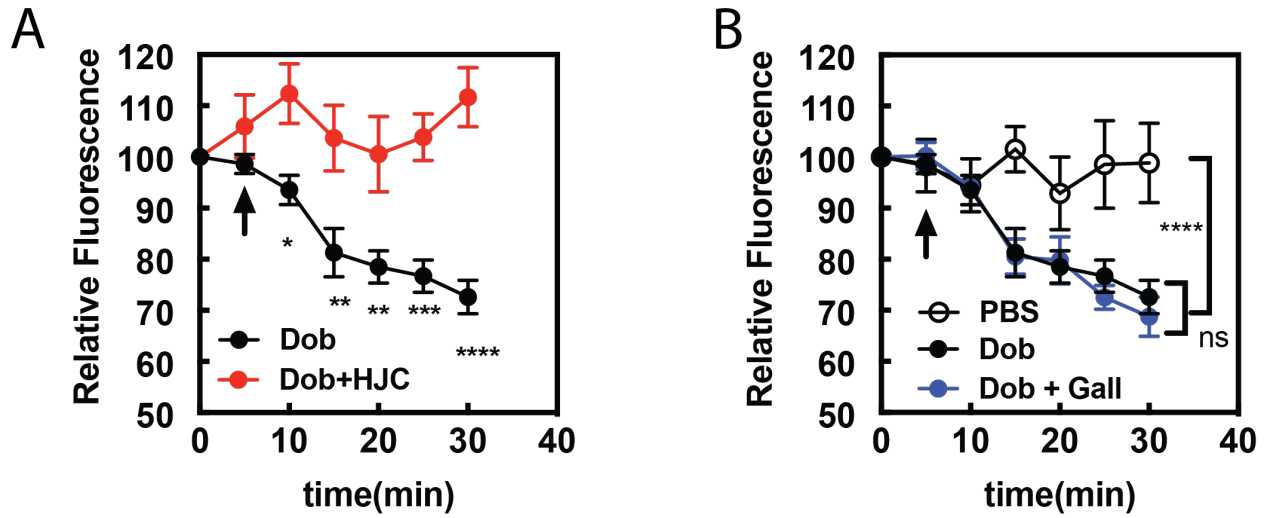 A
Relative Fluorescence
120
110
100
90
80
70
60
50
*
**
**
***
****
Dob
Dob+HJC
0
10
20
30
40
time(min)
B
Relative Fluorescence
120
110
100
90
80
70
60
50
****
ns
PBS
Dob
Dob + Gall
0
10
20
30
40
time(min)